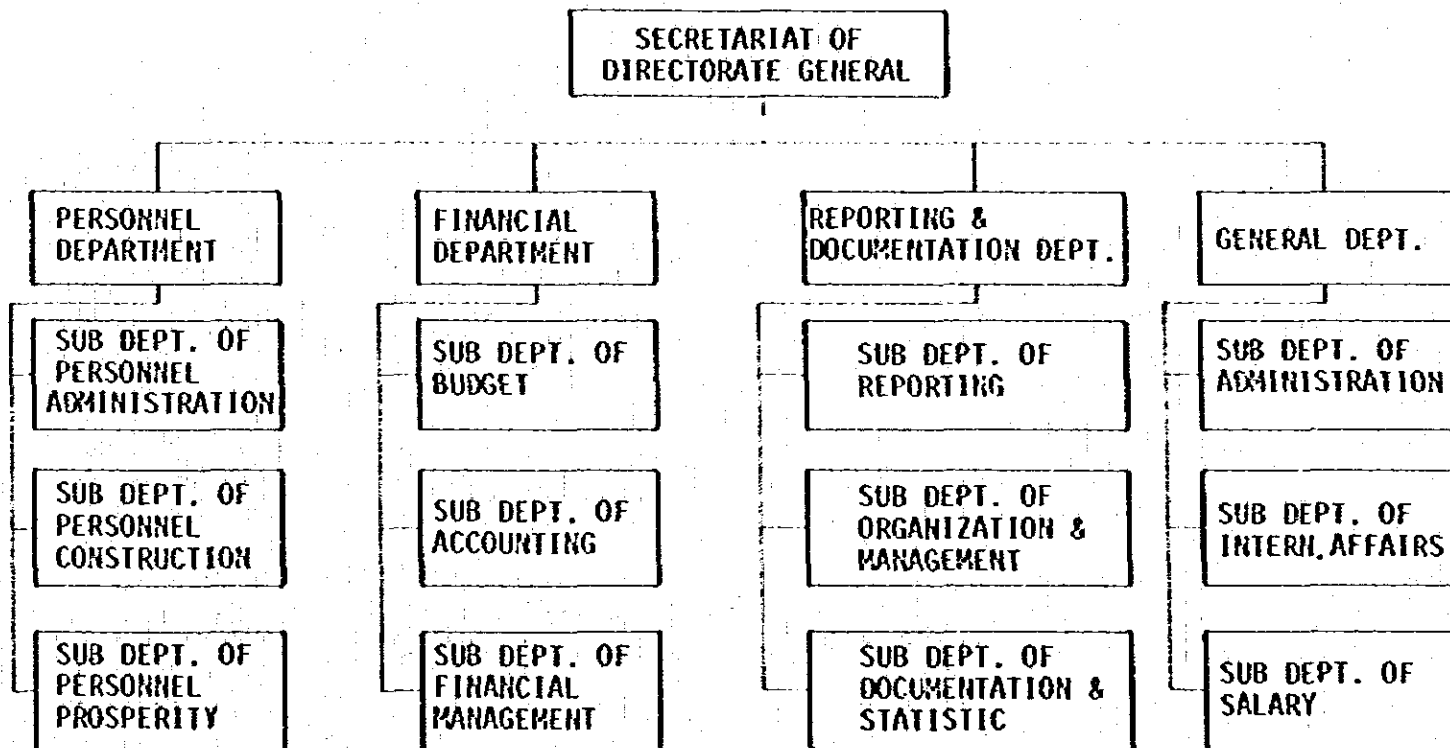 SECRETARIAT OF
DIRECTORATE GENERAL
PERSONNEL
DEPARTMENT
FINANCIAL
DEPARTMENT
REPORTING &
DOCUMENTATION DEPT.
GENERAL DEPT.
SUB DEPT. OF
PERSONNEL
ADMINISTRATION
SUB DEPT. OF
BUDGET
SUB DEPT. OF
REPORTING
SUB DEPT. OF
ADMINISTRATION
SUB DEPT. OF
PERSONNEL
CONSTRUCTION
SUB DEPT. OF
ACCOUNTING
SUB DEPT. OF
ORGANIZATION &
MANAGEMENT
SUB DEPT. OF
INTERN.AFFAIRS
SUB DEPT. OF
PERSONNEL
PROSPERITY
SUB DEPT. OF
FINANCIAL
MANAGEMENT
SUB DEPT. OF
DOCUMENTATION &
STATISTIC
SUB DEPT. OF
SALARY